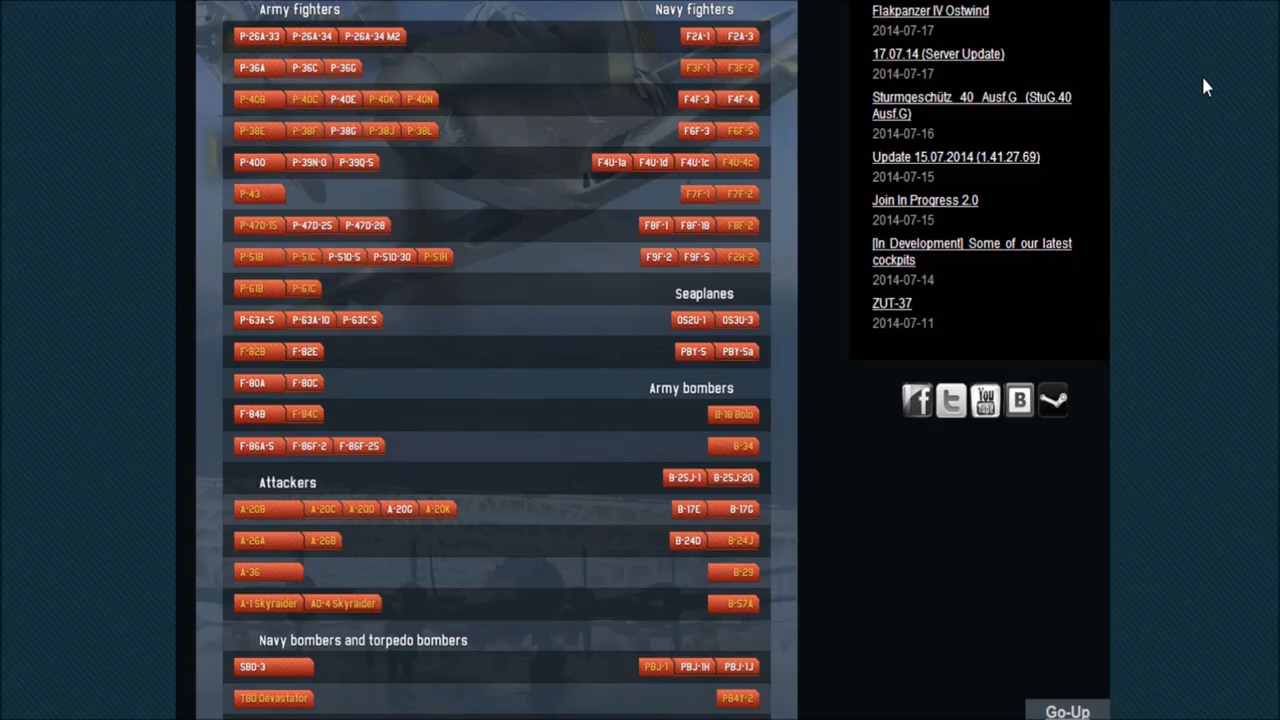 Army fighters Navy fighters
P-26A-33 P-26A-34 P-26A-34 M2 F2A-1 F2A-3
P-36A P-36C P-36G F3F-1 F3F-2
P-40B P-40C P-40E P-40K P-40N F4F-3 F4F-4
P-38E P-38F P-38G P-38J P-38L F6F-3 F6F-5
P-400 P-39N-0 P-39Q-5 F4U-1a F4U-1d F4U-1c F4U-4c
P-43 F7F-1 F7F-2
P-47D-15 P-47D-25 P-47D-28 F8F-1 F8F-1B F8F-2
P-51B P-51C P-51D-5 P-51D-30 P-51H F9F-2 F9F-5 F2H-2
P-61B P-61C Seaplanes
P-63A-5 P-63A-10 P-63C-5 OS2U-1 OS3U-3
F-82B F-82E PBY-5 PBY-5a
F-80A F-80C Army bombers
F-84B F-84C B-10 Bolo
F-86A-5 F-86F-2 F-86F-25 B-34
Attackers B-25J-1 B-25J-20
A-20B A-20C A-20D A-20G A-20K B-17E B-17G
A-26A A-26B B-24D B-24J
A-36 B-29
A-1 Skyraider AD-4 Skyraider B-57A
Navy bombers and torpedo bombers
SBD-3 PBJ-1 PBJ-1H PBJ-1J
TBD Devastator PB4Y-2
Flakpanzer IV Ostwind
2014-07-17
17.07.14 (Server Update)
2014-07-17
Sturmgeschütz 40 Ausf.G (StuG.40
Ausf.G)
2014-07-16
Update 15.07.2014 (1.41.27.69)
2014-07-15
Join In Progress 2.0
2014-07-15
[In Development] Some of our latest
cockpits
2014-07-14
ZUT-37
2014-07-11
f t You Tube B
Go-Up